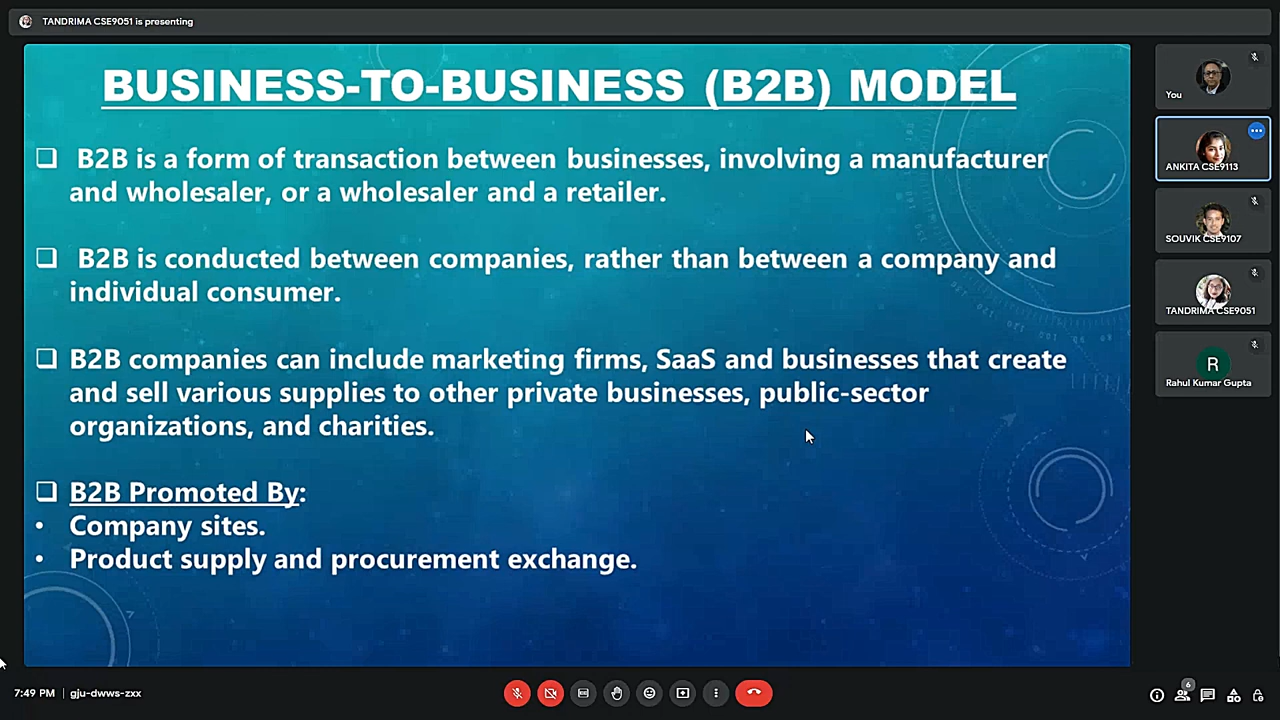 TANDRIMA CSE9051 is presenting
BUSINESS-TO-BUSINESS (B2B) MODEL
❑ B2B is a form of transaction between businesses, involving a manufacturer
and wholesaler, or a wholesaler and a retailer.
❑ B2B is conducted between companies, rather than between a company and
individual consumer.
❑ B2B companies can include marketing firms, SaaS and businesses that create
and sell various supplies to other private businesses, public-sector
organizations, and charities.
❑ B2B Promoted By:
• Company sites.
• Product supply and procurement exchange.
You
ANKITA CSE9113
SOUVIK CSE9107
TANDRIMA CSE9051
R
Rahul Kumar Gupta
7:49 PM | gju-dwws-zxx
6